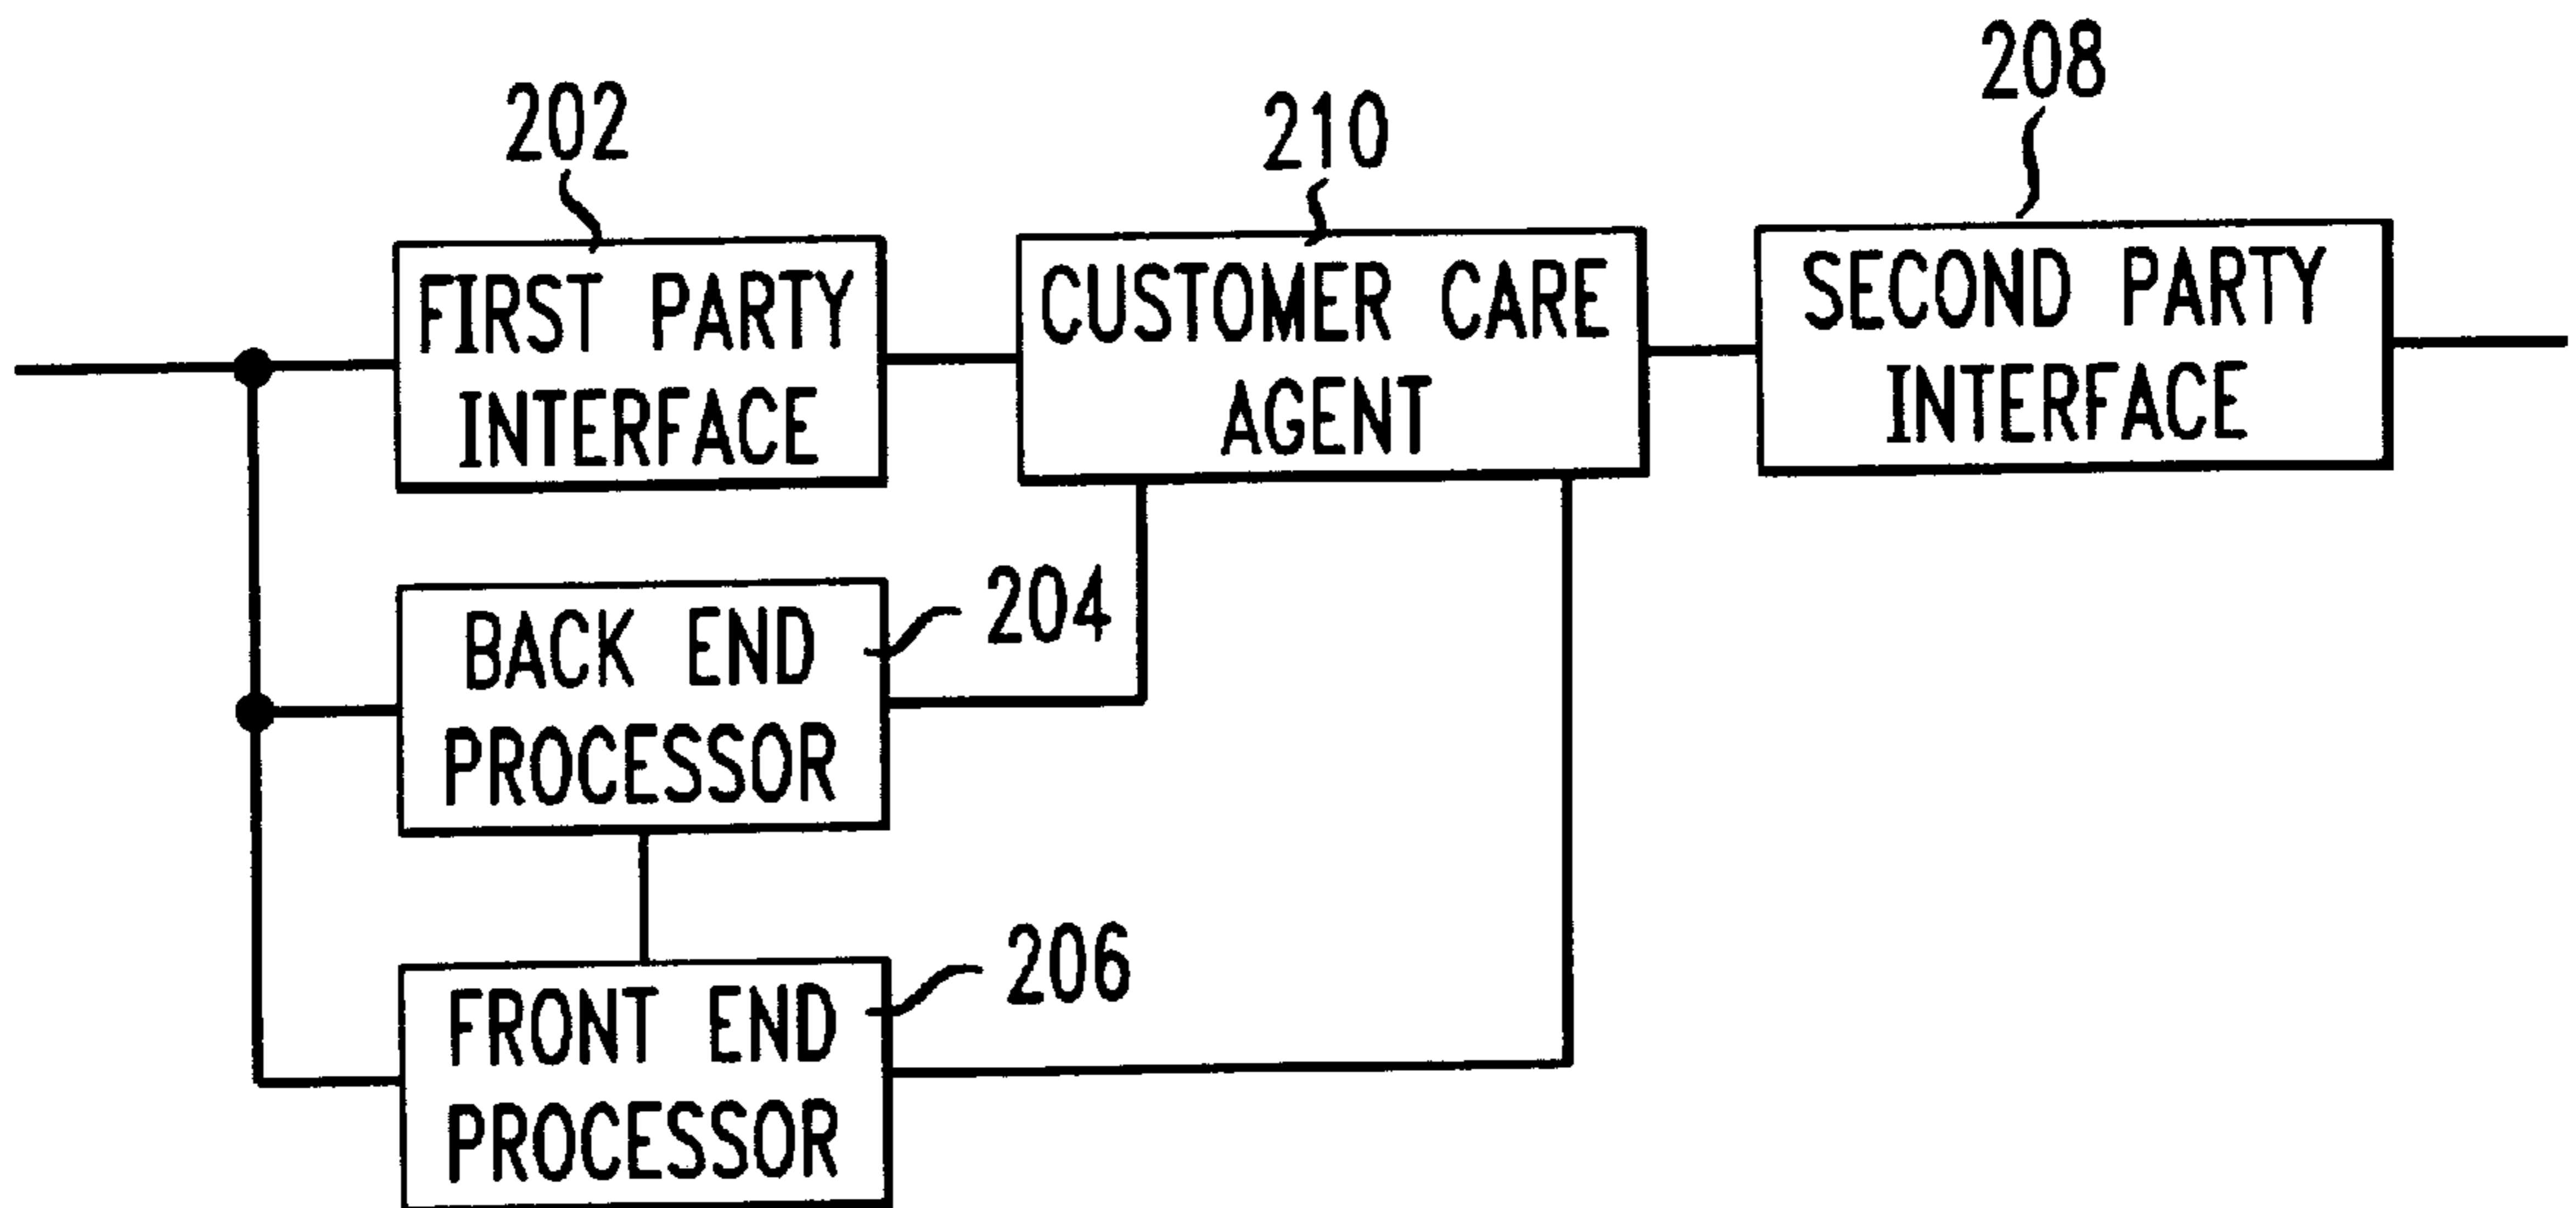 202
FIRST PARTY
INTERFACE
210
CUSTOMER CARE
AGENT
208
SECOND PARTY
INTERFACE
204
BACK END
PROCESSOR
206
FRONT END
PROCESSOR